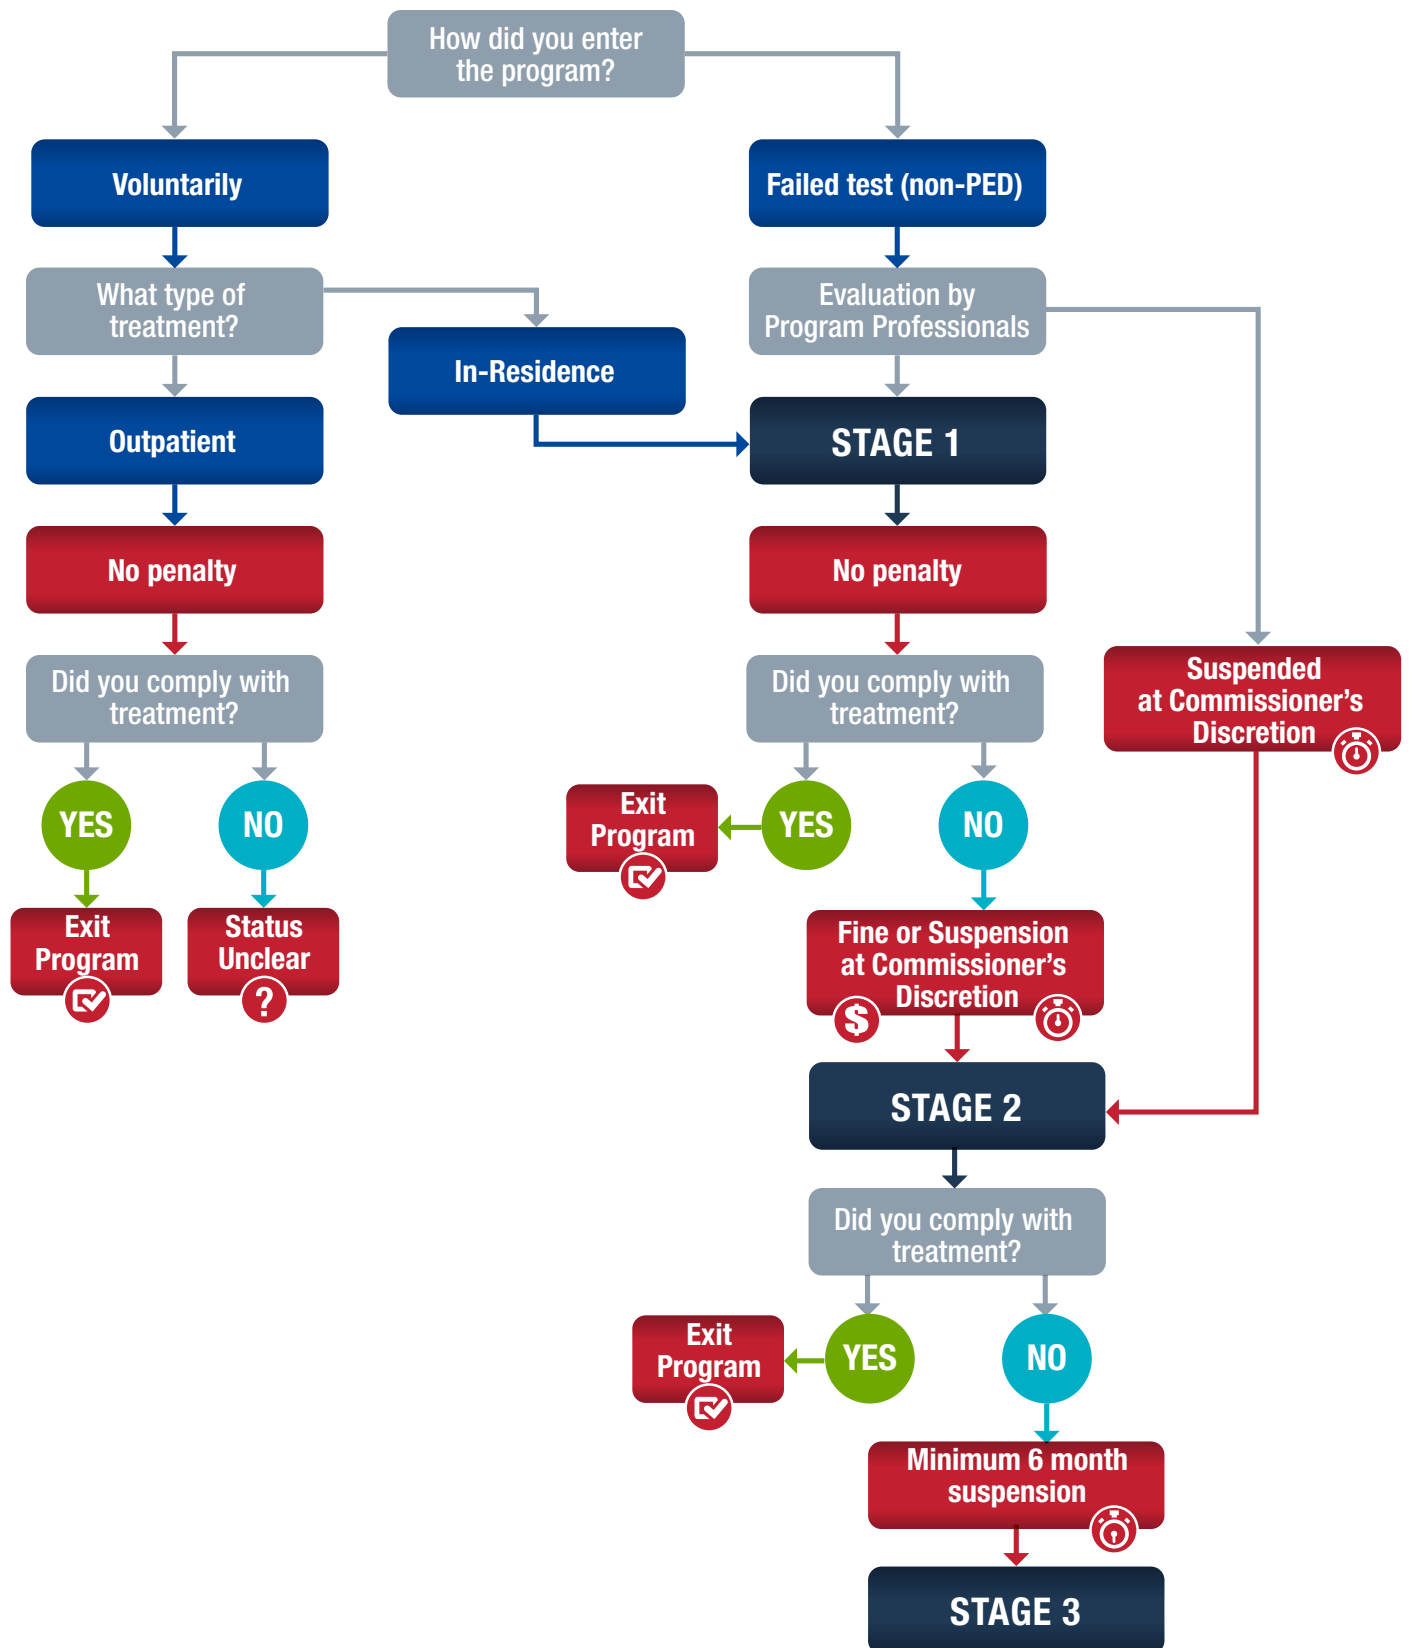 How did you enter
the program?
Voluntarily
Failed test (non-PED)
What type of
treatment?
Evaluation by
Program Professionals
In-Residence
Outpatient
STAGE 1
No penalty
No penalty
Did you comply with
treatment?
Did you comply with
treatment?
Suspended
at Commissioner’s
Discretion
YES
NO
Exit
Program
YES
NO
Exit
Program
Status
Unclear
?
Fine or Suspension
at Commissioner’s
Discretion
$
STAGE 2
Did you comply with
treatment?
Exit
Program
YES
NO
Minimum 6 month
suspension
STAGE 3